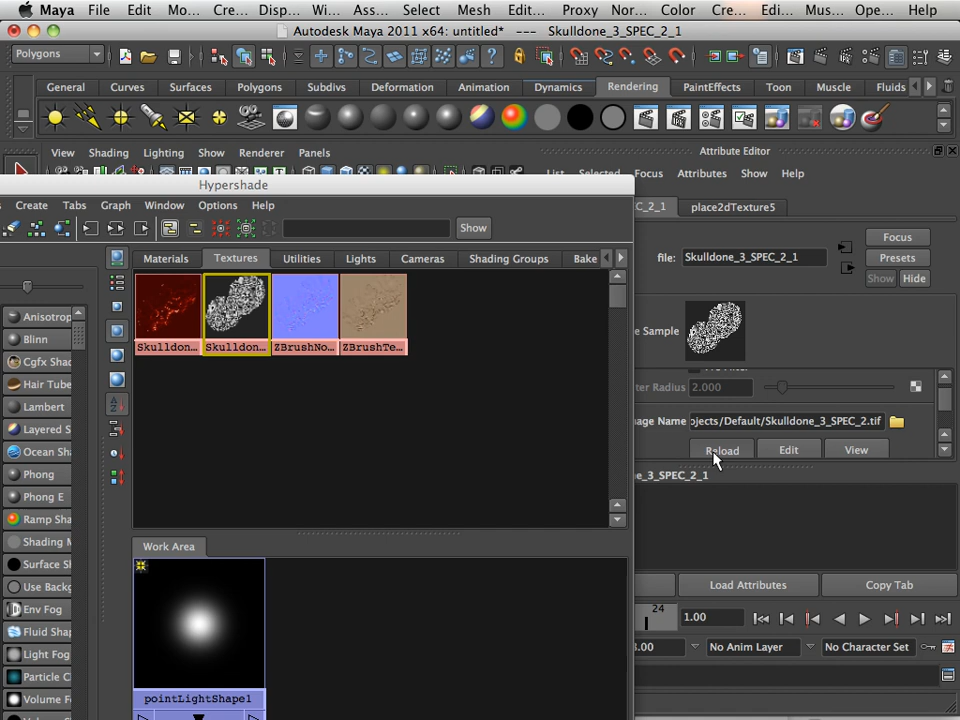 Maya File Edit Mo... Cre... Disp... Wi... Ass... Select Mesh Edit... Proxy Nor... Color Cre... Edi... Mus... Ope... Help
Autodesk Maya 2011 x64: untitled* --- Skulldone_3_SPEC_2_1
Polygons
General Curves Surfaces Polygons Subdivs Deformation Animation Dynamics Rendering PaintEffects Toon Muscle Fluids
View Shading Lighting Show Renderer Panels
Attribute Editor
List Selected Focus Attributes Show Help
Hypershade
C_2_1 place2dTexture5
Create Tabs Graph Window Options Help
Show
file: Skulldone_3_SPEC_2_1
Focus
Presets
Show Hide
Materials Textures Utilities Lights Cameras Shading Groups Bake
Skulldon... Skulldon... ZBrushNo... ZBrushTe...
e Sample
ter Radius 2.000
age Name ojects/Default/Skulldone_3_SPEC_2.tif
Reload Edit View
ne_3_SPEC_2_1
Anisotrop
Blinn
Cgfx Shad
Hair Tube
Lambert
Layered S
Ocean Sha
Phong
Phong E
Ramp Sha
Shading M
Surface Sh
Use Backg
Env Fog
Fluid Shap
Light Fog
Particle C
Volume F
Work Area
pointLightShape1
Load Attributes Copy Tab
24 1.00
No Anim Layer No Character Set